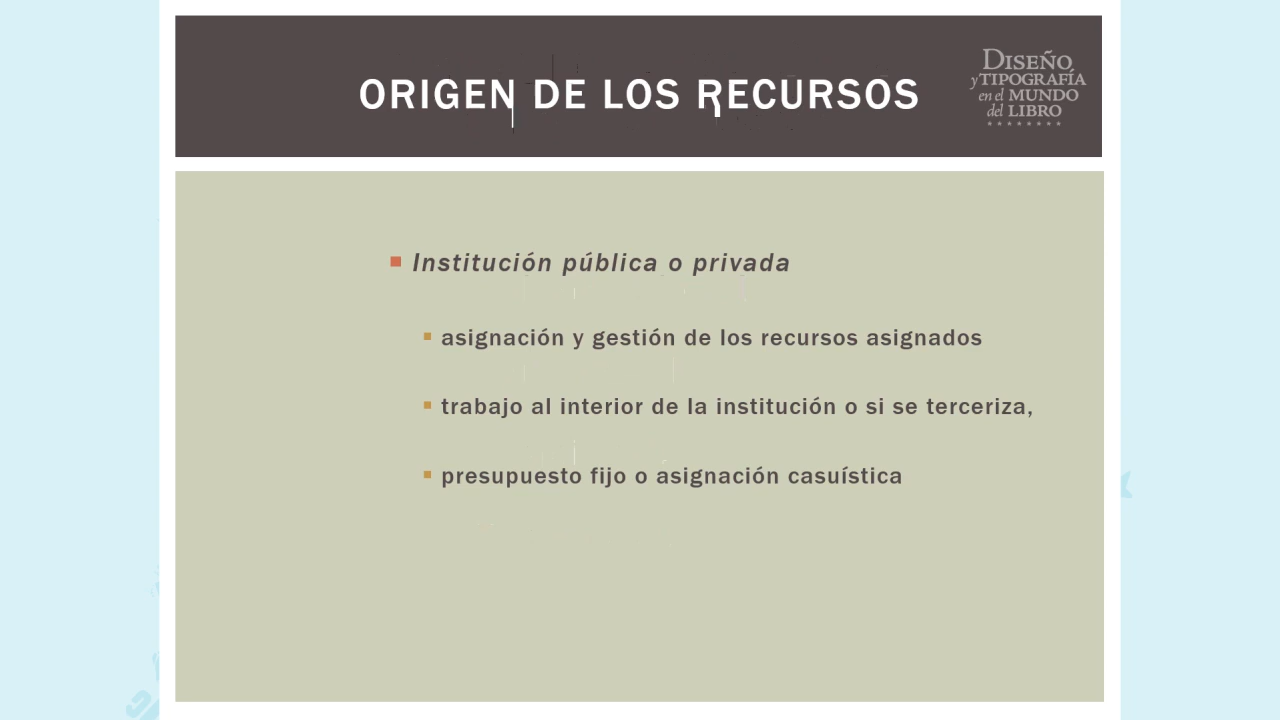 ORIGEN DE LOS RECURSOS
DISEÑO
y TIPOGRAFÍA
en el MUNDO
del LIBRO
Institución pública o privada
asignación y gestión de los recursos asignados
trabajo al interior de la institución o si se terceriza,
presupuesto fijo o asignación casuística